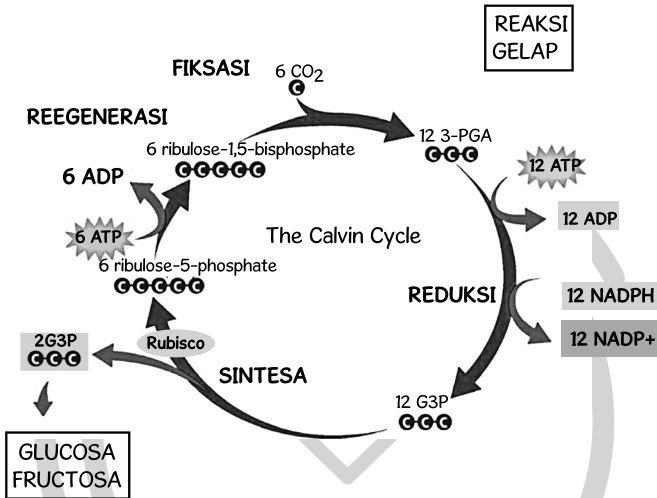 REAKSI
GELAP
FIKSASI
6 CO2
REEGENERASI
12 3-PGA
6 ribulose-1,5-bisphosphate
12 ATP
6 ADP
12 ADP
6 ATP
The Calvin Cycle
6 ribulose-5-phosphate
REDUKSI
12 NADPH
12 NADP+
2G3P
Rubisco
SINTESA
12 G3P
GLUCOSA
FRUCTOSA